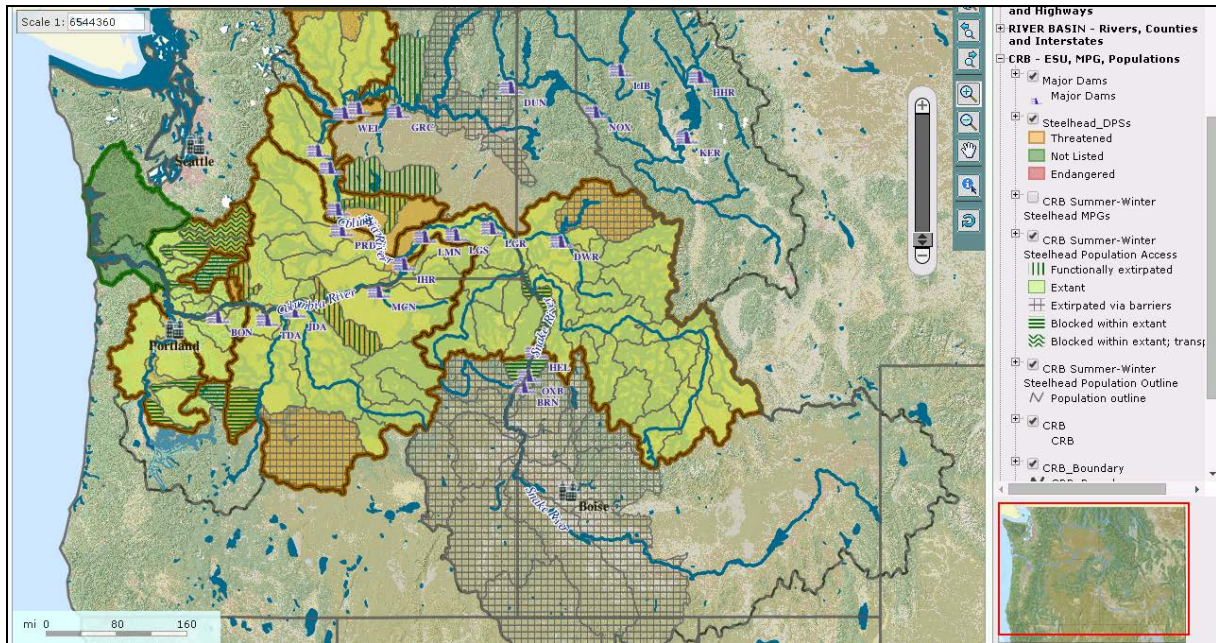 Scale 1: 6544360
Seattle
WEL
GRC
DUN
LIB
HHR
NOX
KER
Columbia River
PRD
LMN
LGS
LGR
DWR
IHR
MCN
Columbia River
BON
TDA
JDA
Portland
Snake River
HEL
OXB
BRN
Boise
Snake River
mi 0 80 160
and Highways
RIVER BASIN - Rivers, Counties
and Interstates
CRB - ESU, MPG, Populations
Major Dams
Major Dams
Steelhead_DPSs
Threatened
Not Listed
Endangered
CRB Summer-Winter
Steelhead MPGs
CRB Summer-Winter
Steelhead Population Access
Functionally extirpated
Extant
Extirpated via barriers
Blocked within extant
Blocked within extant; transp
CRB Summer-Winter
Steelhead Population Outline
Population outline
CRB
CRB
CRB_Boundary